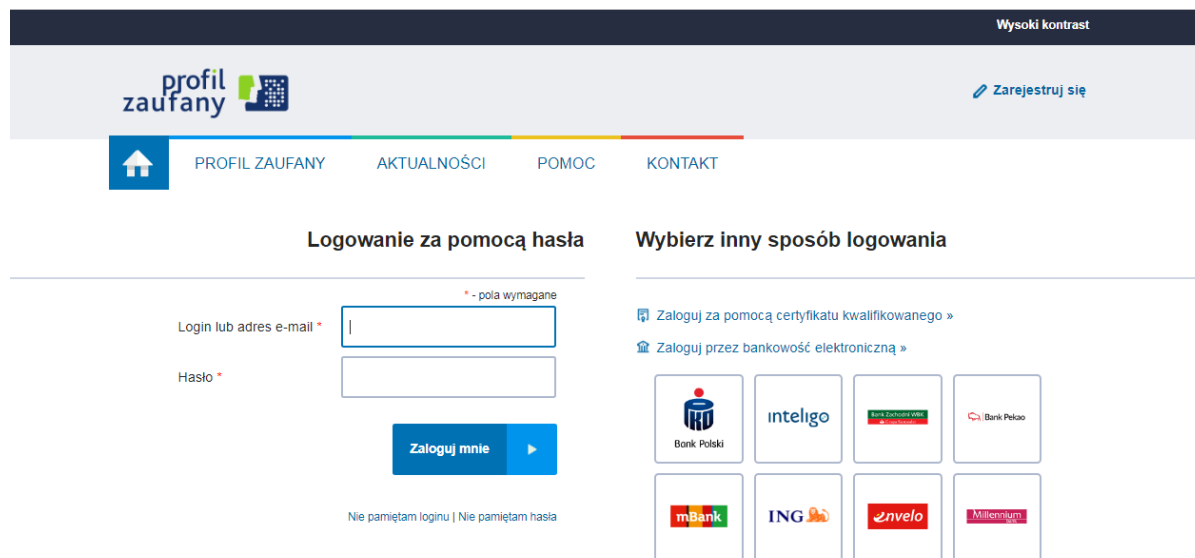 Wysoki kontrast
profil
zaufany
Zarejestruj się
PROFIL ZAUFANY AKTUALNOŚCI POMOC KONTAKT
Logowanie za pomocą hasła
* - pola wymagane
Login lub adres e-mail *
Hasło *
Zaloguj mnie
Nie pamiętam loginu | Nie pamiętam hasła
Wybierz inny sposób logowania
Zaloguj za pomocą certyfikatu kwalifikowanego »
Zaloguj przez bankowość elektroniczną »
PKO Bank Polski
inteligo
Bank Zachodni WBK
Bank Pekao
mBank
ING
envelo
Millennium